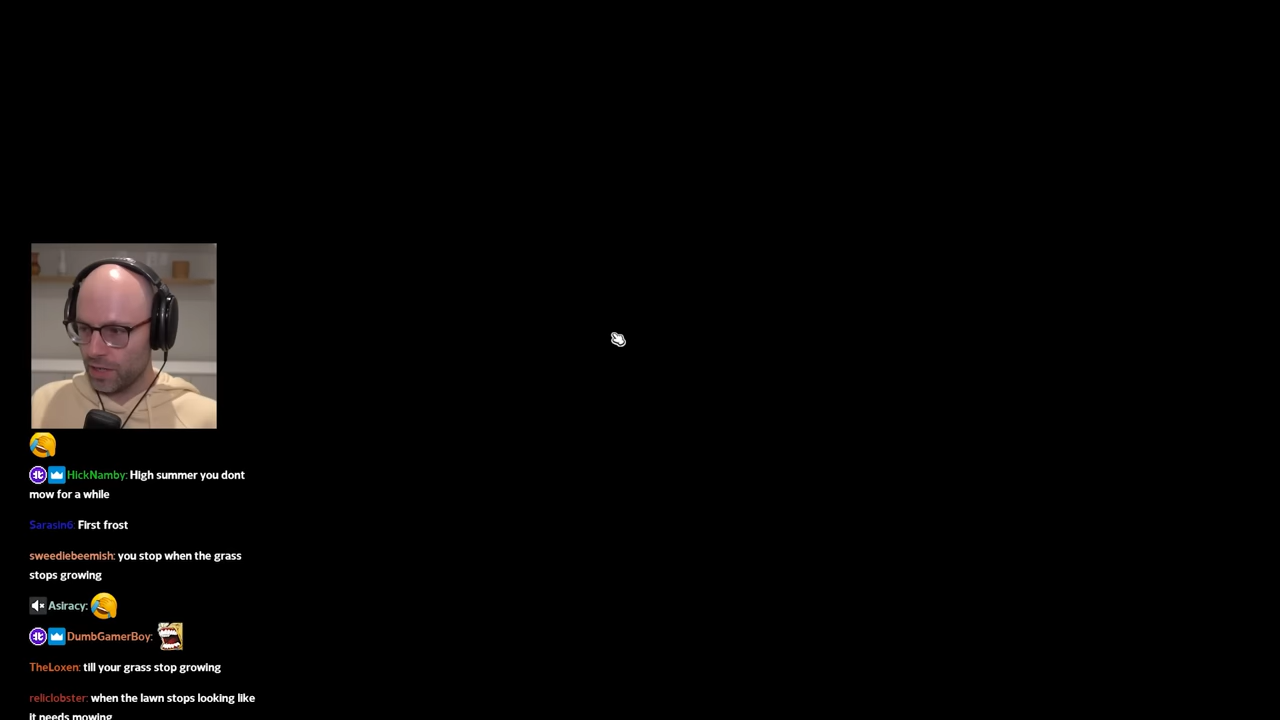 HickNamby: High summer you dont
mow for a while
Sarasin6: First frost
sweediebeemish: you stop when the grass
stops growing
Asiracy:
DumbGamerBoy:
TheLoxen: till your grass stop growing
reliclobster: when the lawn stops looking like
it needs mowing